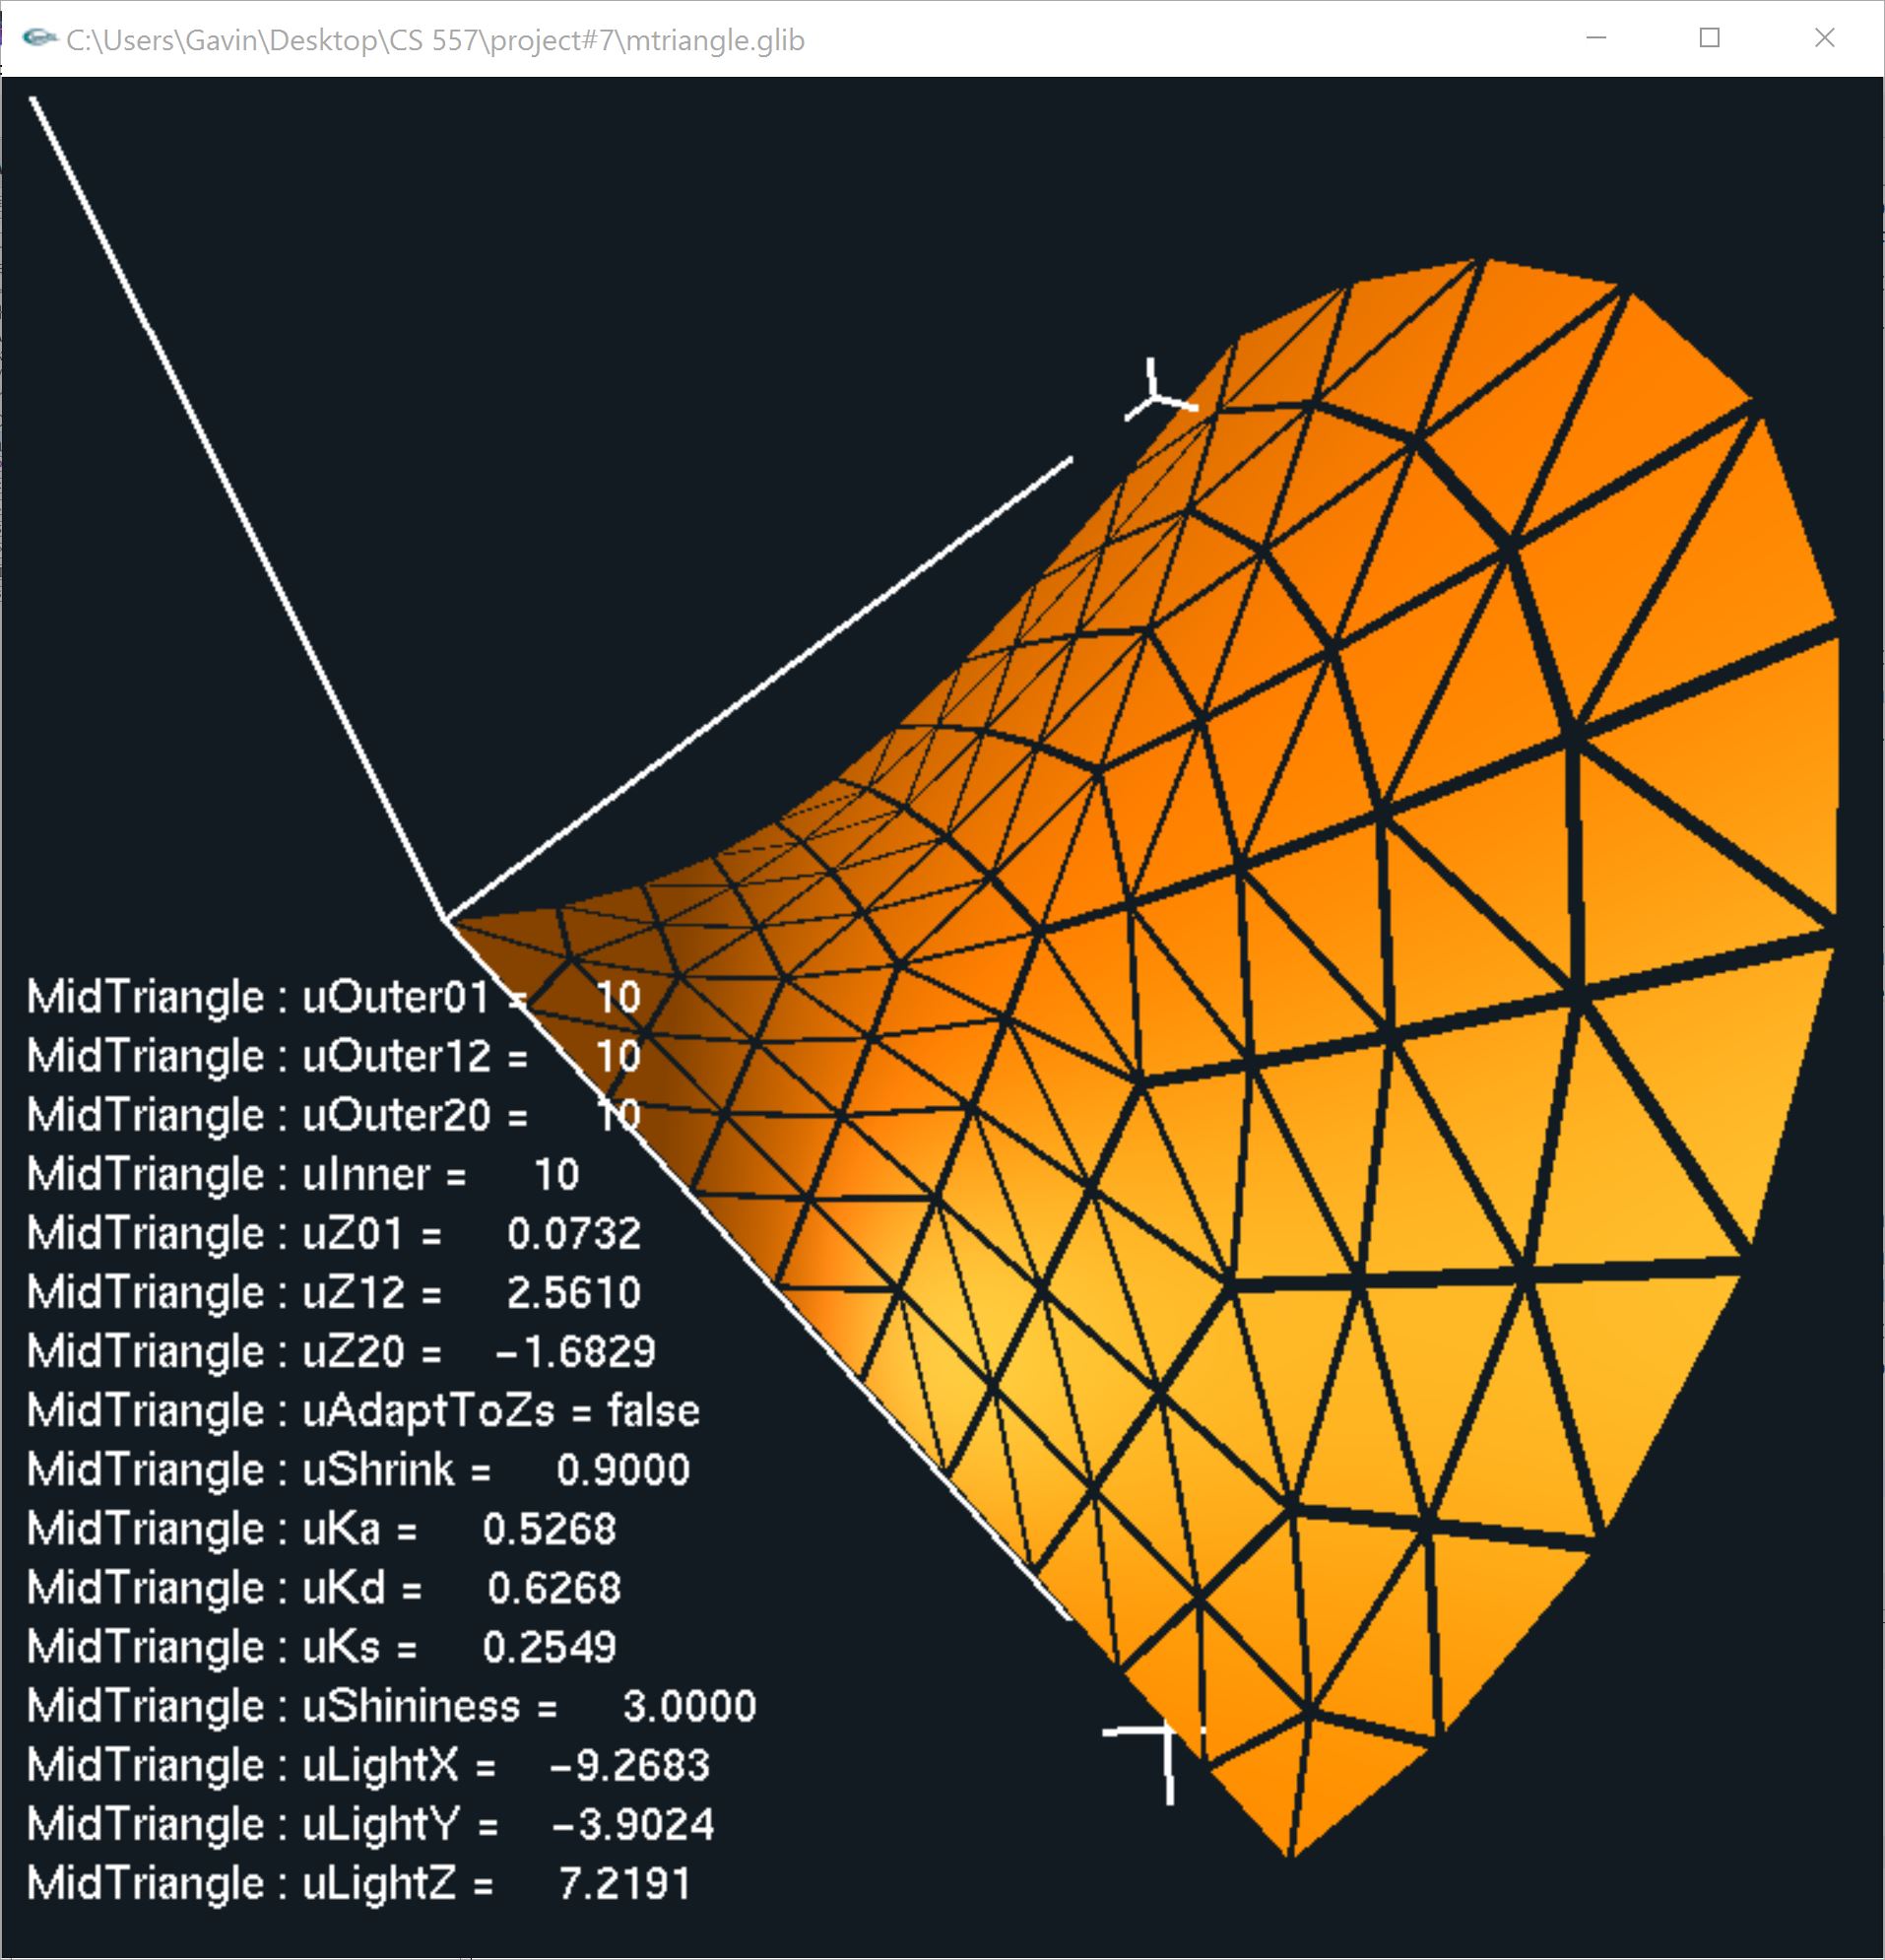 C:\Users\Gavin\Desktop\CS 557\project#7\mtriangle.glib
MidTriangle : uOuter01 = 10
MidTriangle : uOuter12 = 10
MidTriangle : uOuter20 = 10
MidTriangle : uInner = 10
MidTriangle : uZ01 = 0.0732
MidTriangle : uZ12 = 2.5610
MidTriangle : uZ20 = −1.6829
MidTriangle : uAdaptToZs = false
MidTriangle : uShrink = 0.9000
MidTriangle : uKa = 0.5268
MidTriangle : uKd = 0.6268
MidTriangle : uKs = 0.2549
MidTriangle : uShininess = 3.0000
MidTriangle : uLightX = −9.2683
MidTriangle : uLightY = −3.9024
MidTriangle : uLightZ = 7.2191